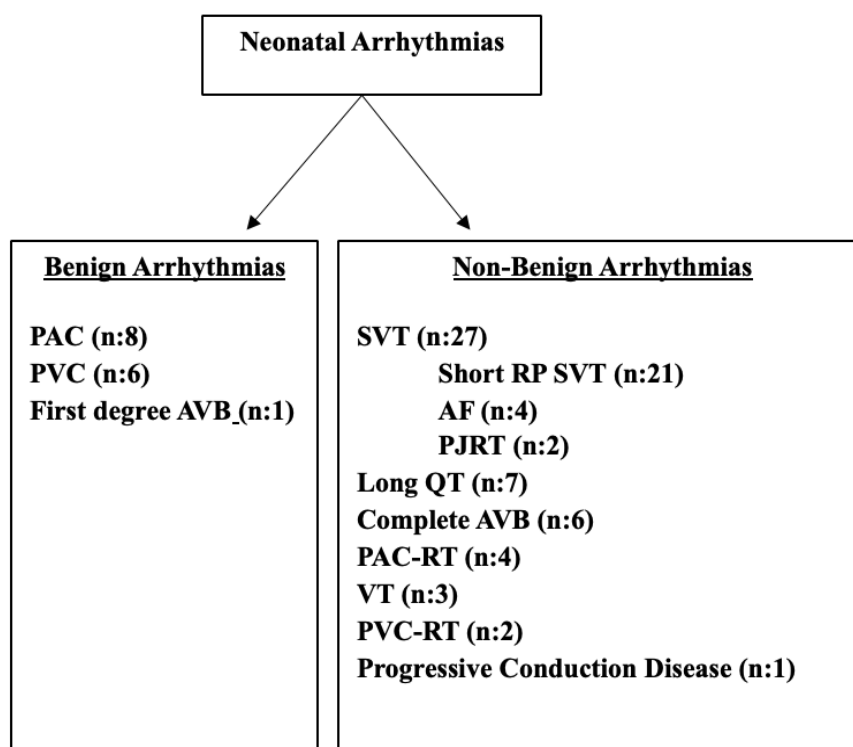 Neonatal Arrhythmias
Benign Arrhythmias
PAC (n:8)
PVC (n:6)
First degree AVB (n:1)
Non-Benign Arrhythmias
SVT (n:27)
Short RP SVT (n:21)
AF (n:4)
PJRT (n:2)
Long QT (n:7)
Complete AVB (n:6)
PAC-RT (n:4)
VT (n:3)
PVC-RT (n:2)
Progressive Conduction Disease (n:1)